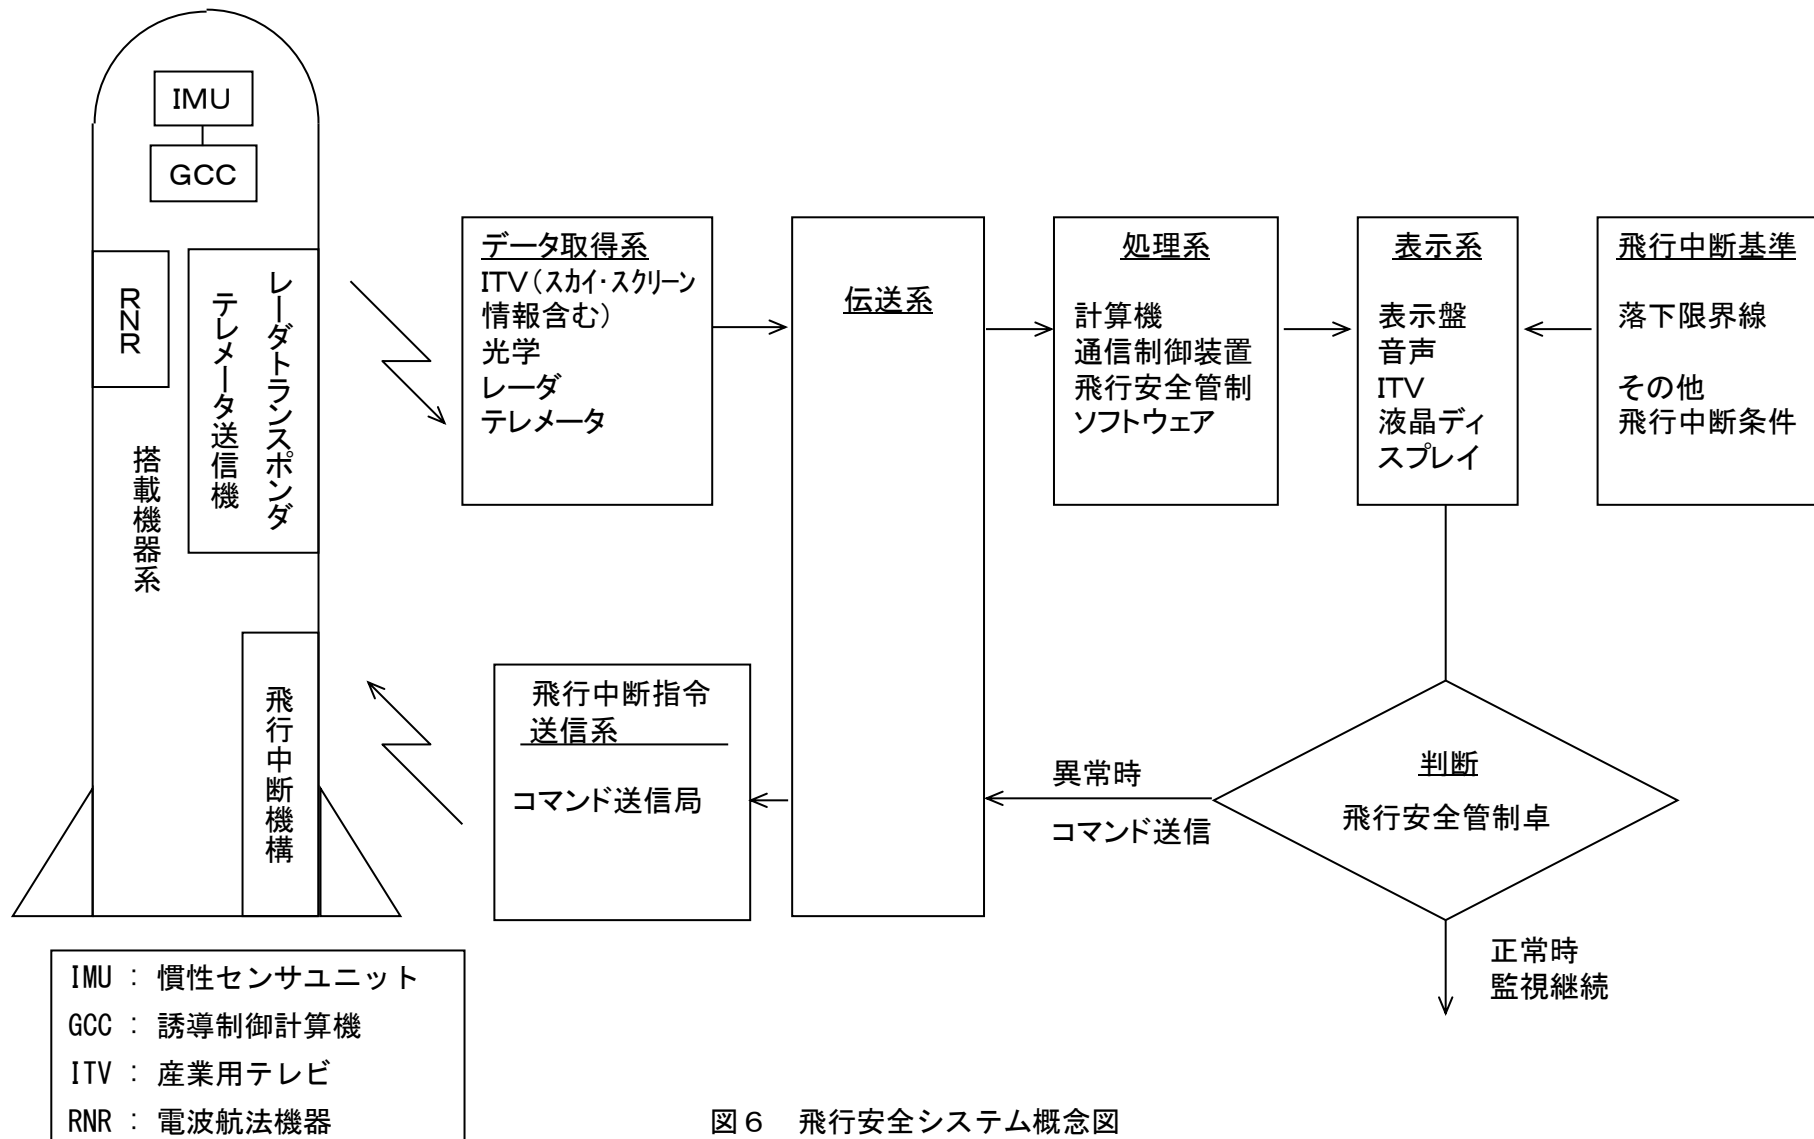 IMU
GCC
RNR
レーダトランスポンダ
テレメータ送信機
搭載機器系
飛行中断機構
データ取得系
ITV(スカイ・スクリーン
情報含む)
光学
レーダ
テレメータ
伝送系
処理系
計算機
通信制御装置
飛行安全管制
ソフトウェア
表示系
表示盤
音声
ITV
液晶ディ
スプレイ
飛行中断基準
落下限界線
その他
飛行中断条件
飛行中断指令
送信系
コマンド送信局
異常時
コマンド送信
判断
飛行安全管制卓
正常時
監視継続
IMU : 慣性センサユニット
GCC : 誘導制御計算機
ITV : 産業用テレビ
RNR : 電波航法機器
図6 飛行安全システム概念図